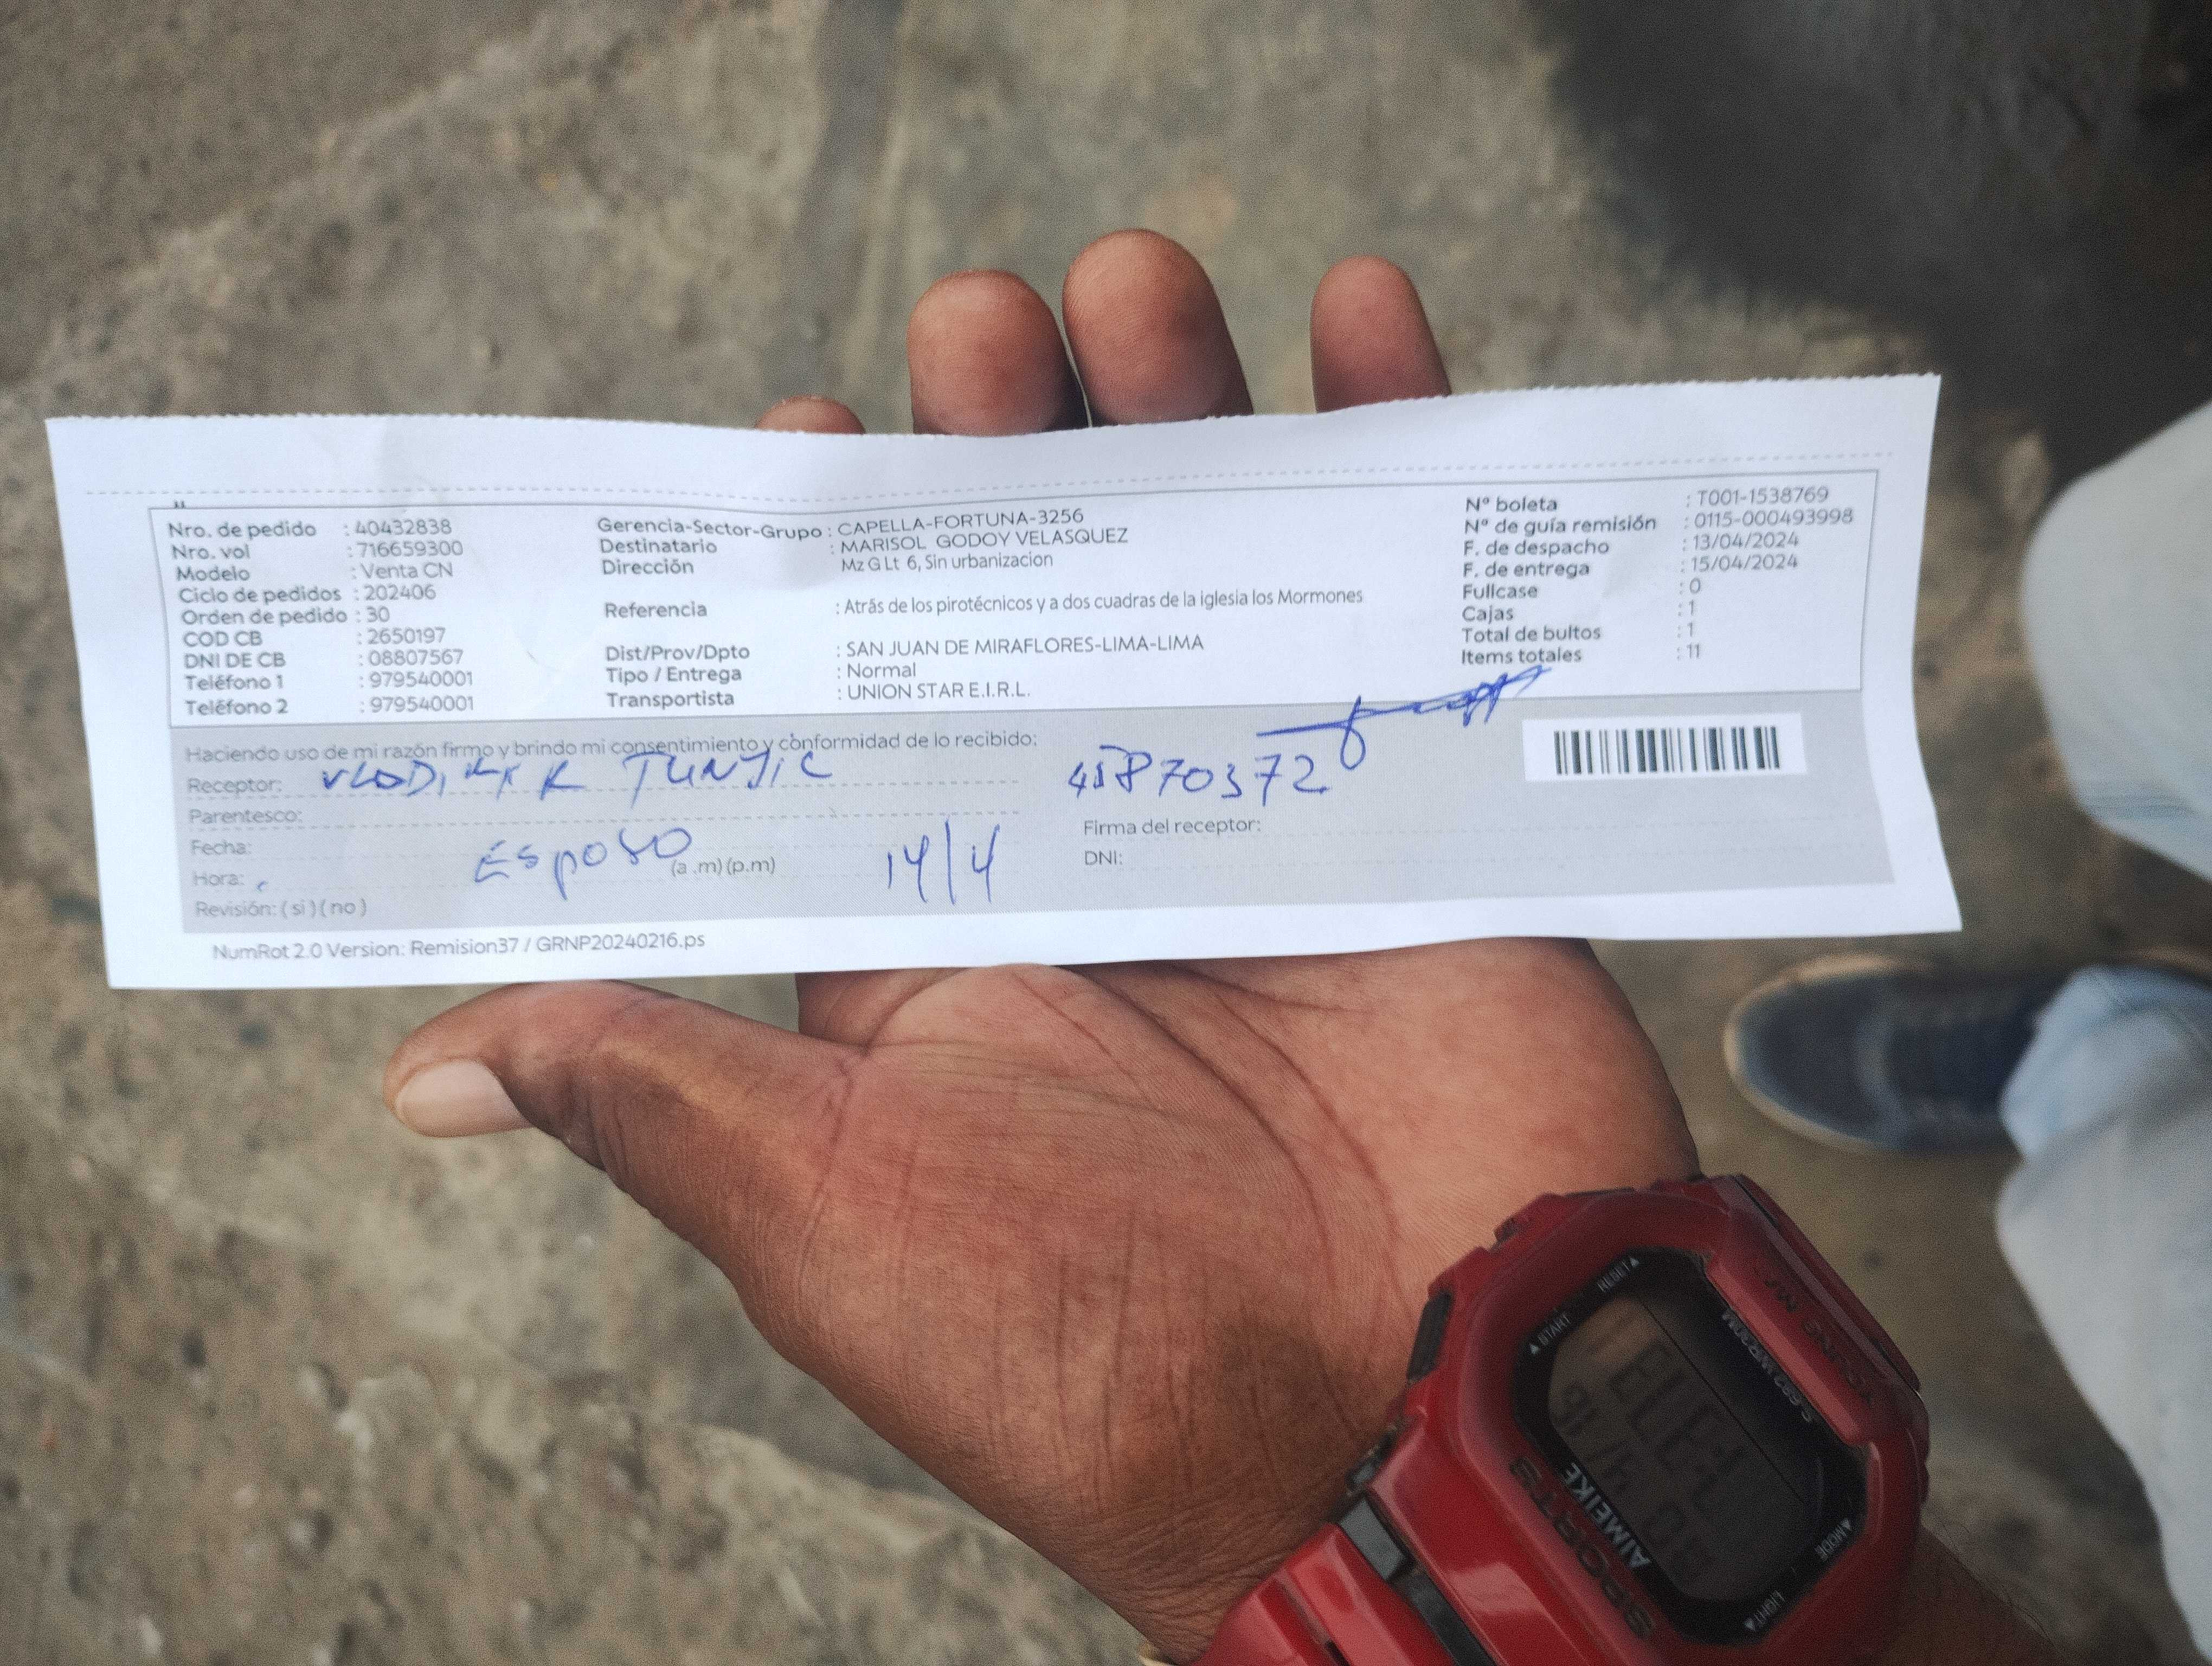 Nro. de pedido : 40432838
Nro. vol : 716659300
Modelo : Venta CN
Ciclo de pedidos : 202406
Orden de pedido : 30
COD CB : 2650197
DNI DE CB : 08807567
Teléfono 1 : 979540001
Teléfono 2 : 979540001
Gerencia-Sector-Grupo : CAPELLA-FORTUNA-3256
Destinatario : MARISOL GODOY VELASQUEZ
Dirección Mz G Lt 6, Sin urbanizacion
Referencia : Atrás de los pirotécnicos y a dos cuadras de la iglesia los Mormones
Dist/Prov/Dpto : SAN JUAN DE MIRAFLORES-LIMA-LIMA
Tipo / Entrega : Normal
Transportista : UNION STAR E.I.R.L.
Nº boleta : T001-1538769
Nº de guía remisión : 0115-000493998
F. de despacho : 13/04/2024
F. de entrega : 15/04/2024
Fullcase : 0
Cajas : 1
Total de bultos : 1
Items totales : 11
Haciendo uso de mi razón firmo y brindo mi consentimiento y conformidad de lo recibido:
Receptor:
Parentesco:
Fecha:
Esposo 14/4
Hora: (a .m) (p.m)
Revisión: ( si ) ( no )
Firma del receptor:
DNI:
NumRot 2.0 Version: Remision37 / GRNP20240216.ps
RESET
START
MODE
LIGHT
AIMEIKE
SPORTS